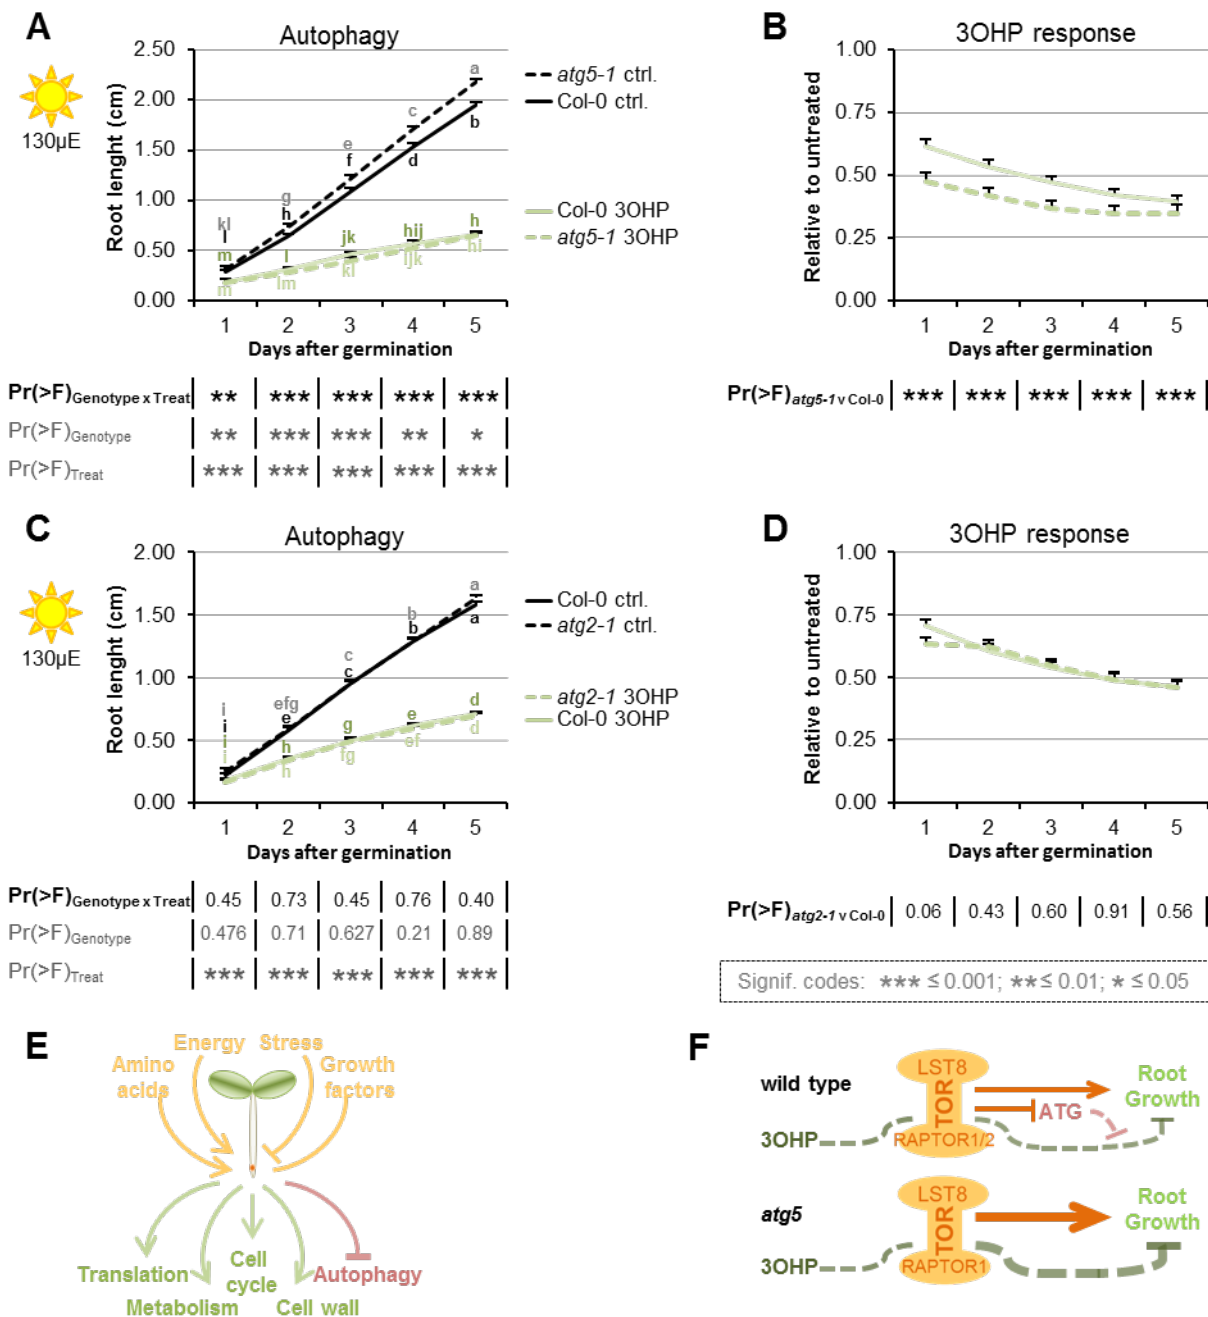 A
Autophagy
130µE
Root lenght (cm)
2.50
2.00
1.50
1.00
0.50
0.00
a
b
c
d
e
f
g
h
kl
l
m
m
l
lm
jk
kl
hij
ijk
h
hi
atg5-1 ctrl.
Col-0 ctrl.
Col-0 3OHP
atg5-1 3OHP
1 2 3 4 5
Days after germination
Pr(>F)Genotype x Treat ** *** *** *** ***
Pr(>F)Genotype ** *** *** ** *
Pr(>F)Treat *** *** *** *** ***
B
3OHP response
Relative to untreated
1.00
0.75
0.50
0.25
0.00
1 2 3 4 5
Days after germination
Pr(>F)atg5-1 v Col-0 *** *** *** *** ***
C
Autophagy
130µE
Root lenght (cm)
2.00
1.50
1.00
0.50
0.00
a
a
b
b
c
c
efg
e
i
i
i
i
h
h
g
fg
e
ef
d
d
Col-0 ctrl.
atg2-1 ctrl.
atg2-1 3OHP
Col-0 3OHP
1 2 3 4 5
Days after germination
Pr(>F)Genotype x Treat 0.45 0.73 0.45 0.76 0.40
Pr(>F)Genotype 0.476 0.71 0.627 0.21 0.89
Pr(>F)Treat *** *** *** *** ***
D
3OHP response
Relative to untreated
1.00
0.75
0.50
0.25
0.00
1 2 3 4 5
Days after germination
Pr(>F)atg2-1 v Col-0 0.06 0.43 0.60 0.91 0.56
Signif. codes: *** ≤ 0.001; ** ≤ 0.01; * ≤ 0.05
E
Energy Stress
Amino
acids
Growth
factors
Translation
Metabolism
Cell
cycle
Cell wall
Autophagy
F
wild type
LST8
TOR
RAPTOR1/2
ATG
3OHP
Root
Growth
atg5
LST8
TOR
RAPTOR1
3OHP
Root
Growth